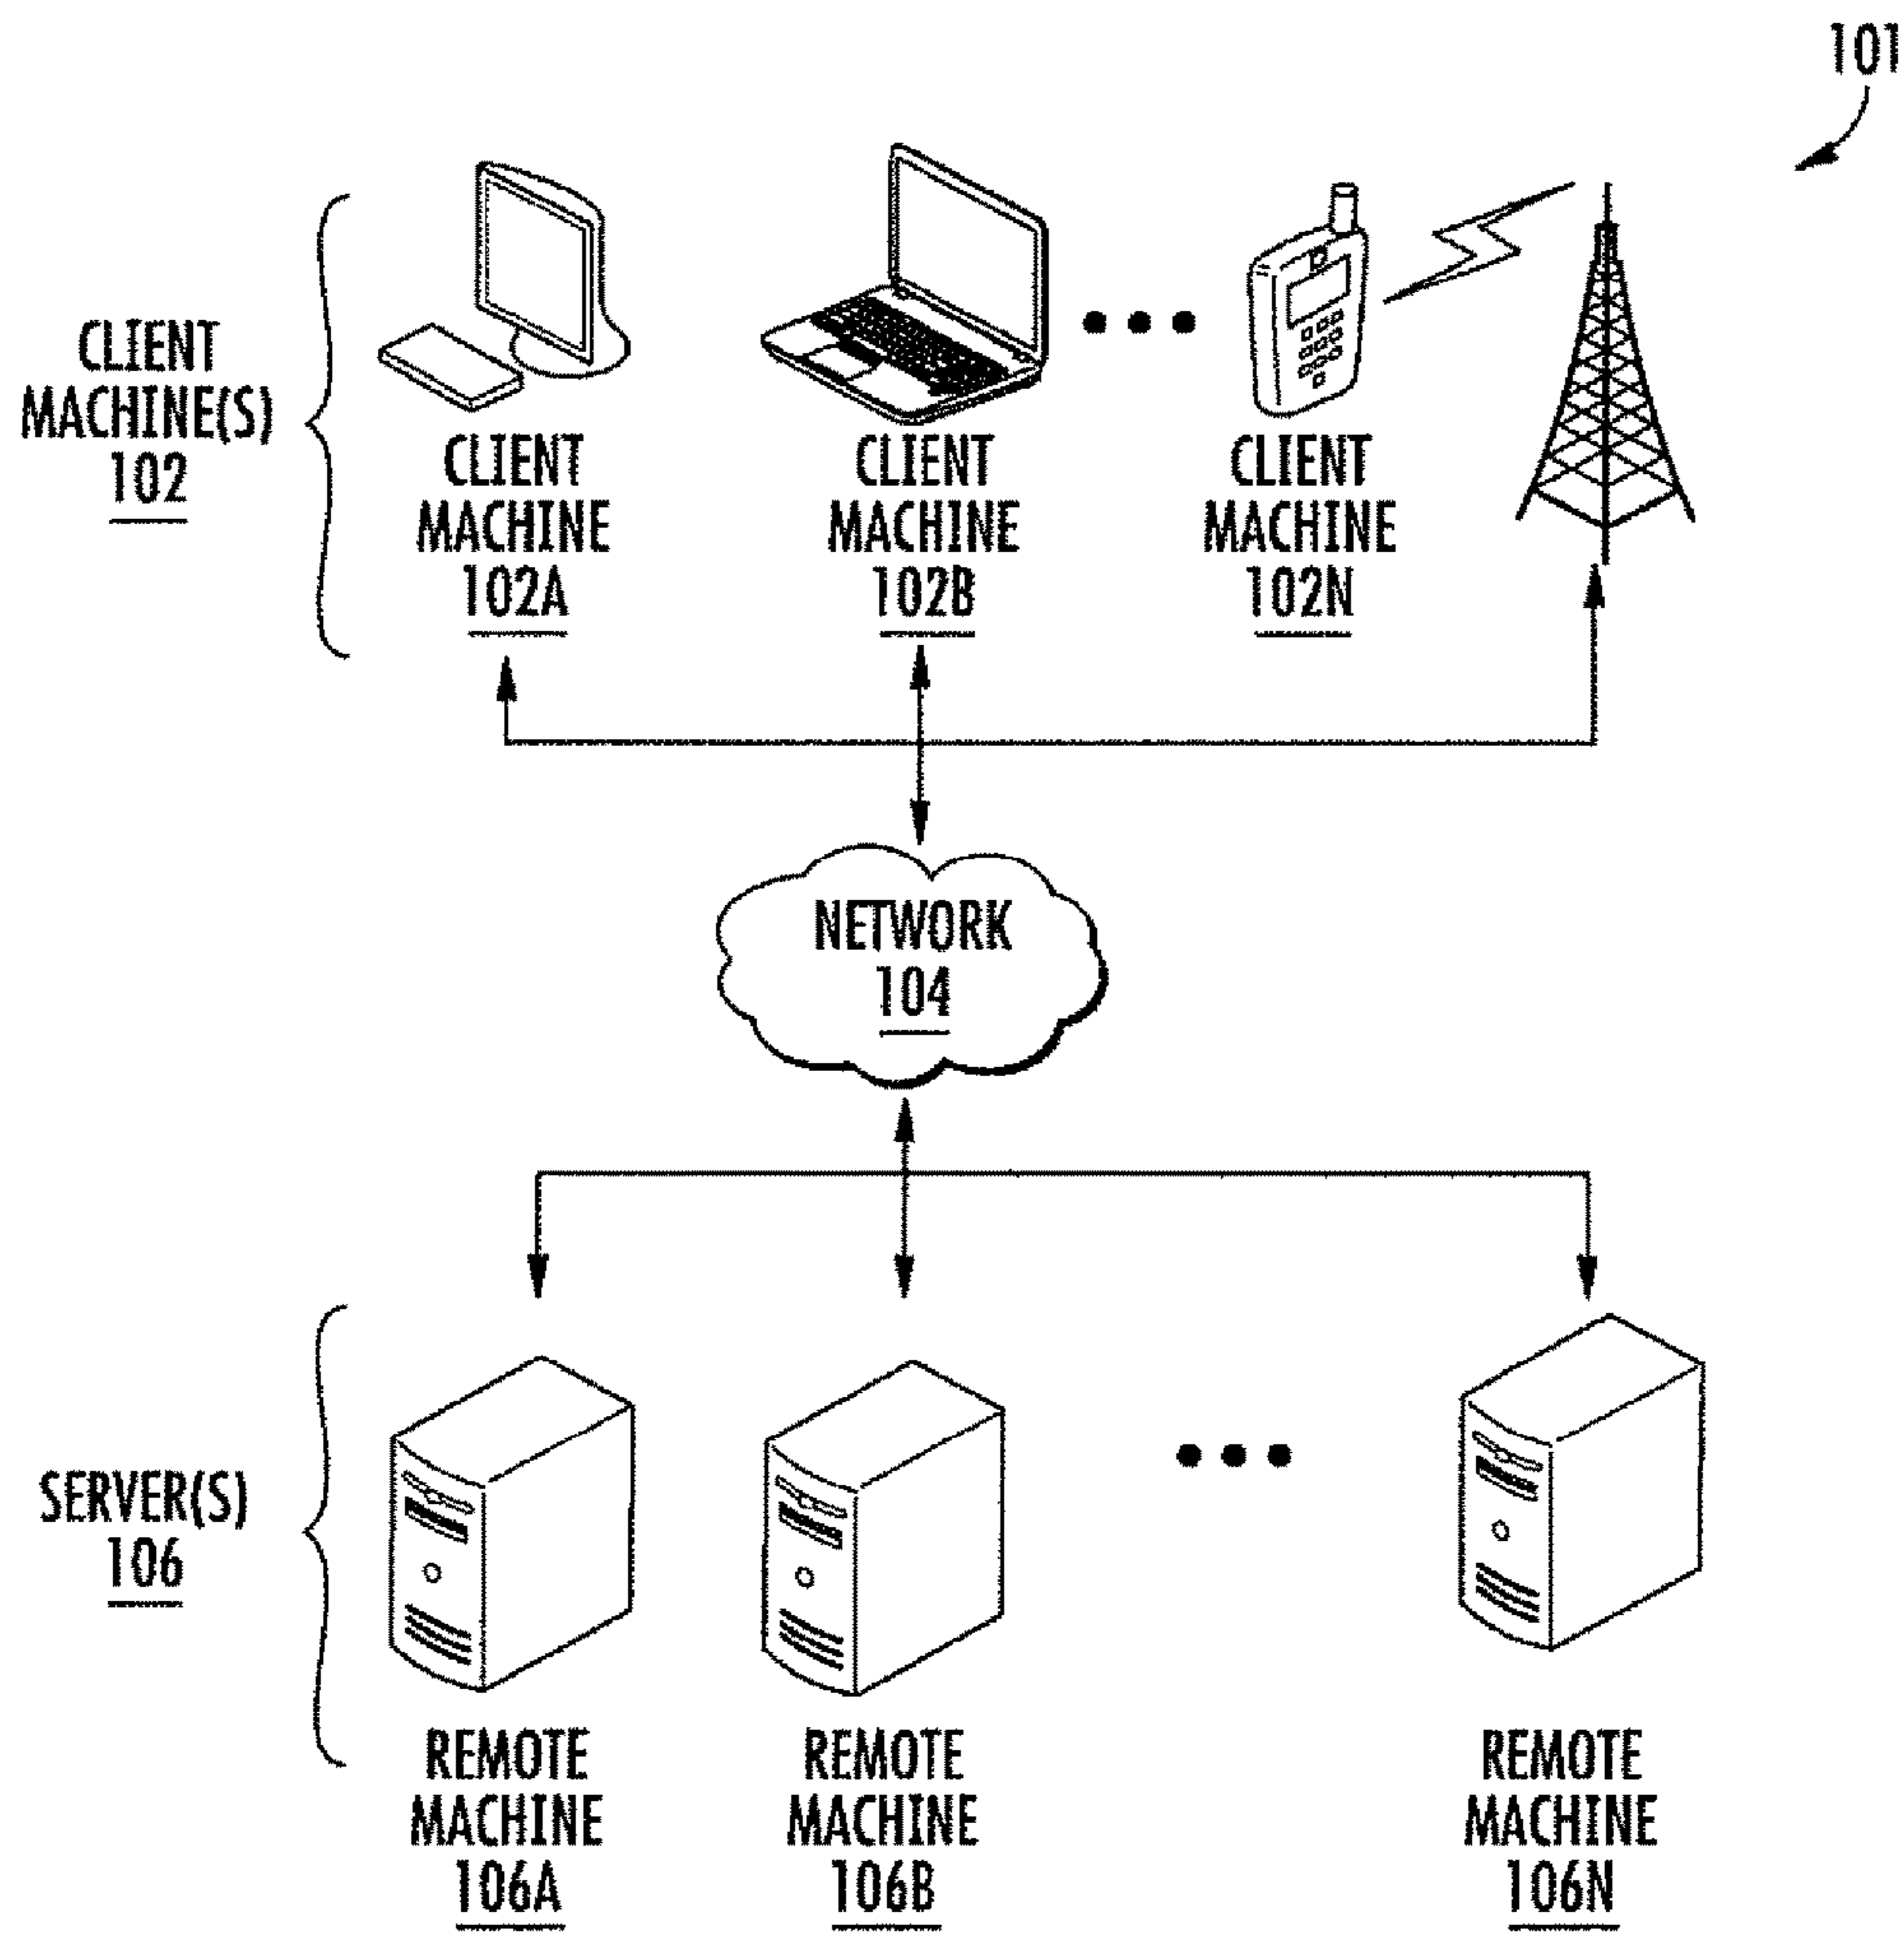 101
CLIENT
MACHINE(S)
102
CLIENT
MACHINE
102A
CLIENT
MACHINE
102B
CLIENT
MACHINE
102N
NETWORK
104
SERVER(S)
106
REMOTE
MACHINE
106A
REMOTE
MACHINE
106B
REMOTE
MACHINE
106N